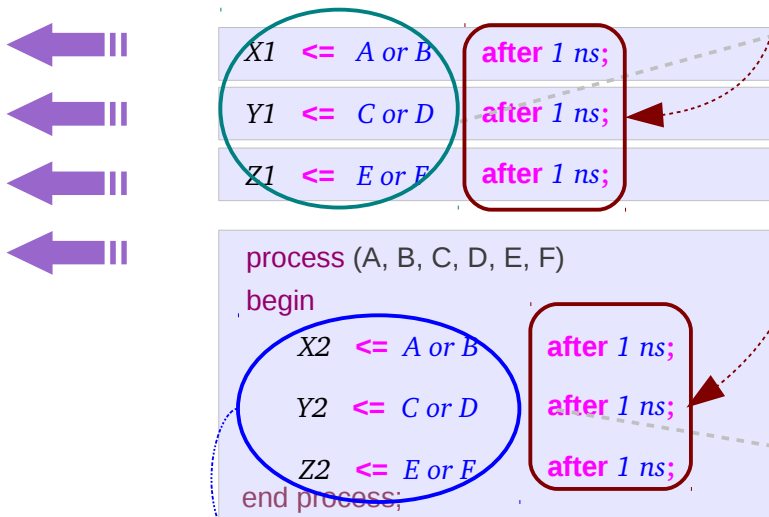 X1 <= A or B after 1 ns;
Y1 <= C or D after 1 ns;
Z1 <= E or F after 1 ns;
process (A, B, C, D, E, F)
begin
X2 <= A or B after 1 ns;
Y2 <= C or D after 1 ns;
Z2 <= E or F after 1 ns;
end process;